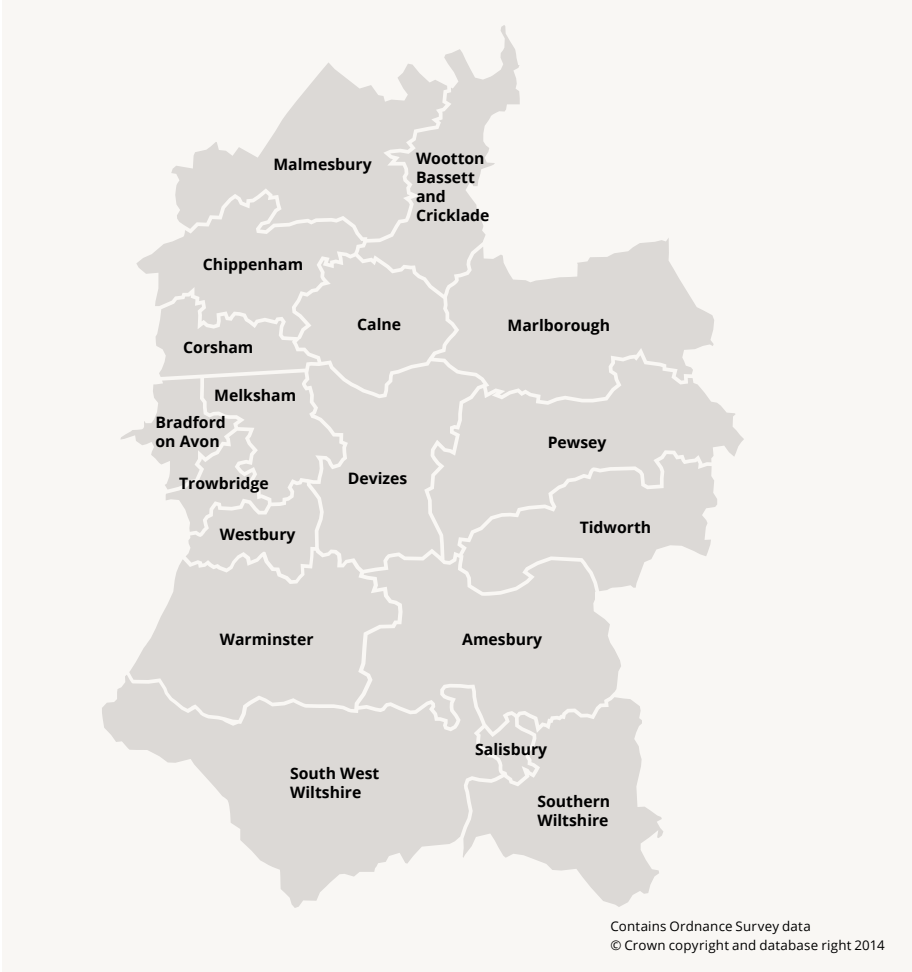 Malmesbury
Wootton
Bassett
and
Cricklade
Chippenham
Calne
Marlborough
Corsham
Melksham
Bradford
on Avon
Pewsey
Trowbridge
Devizes
Westbury
Tidworth
Warminster
Amesbury
Salisbury
South West
Wiltshire
Southern
Wiltshire
Contains Ordnance Survey data
© Crown copyright and database right 2014